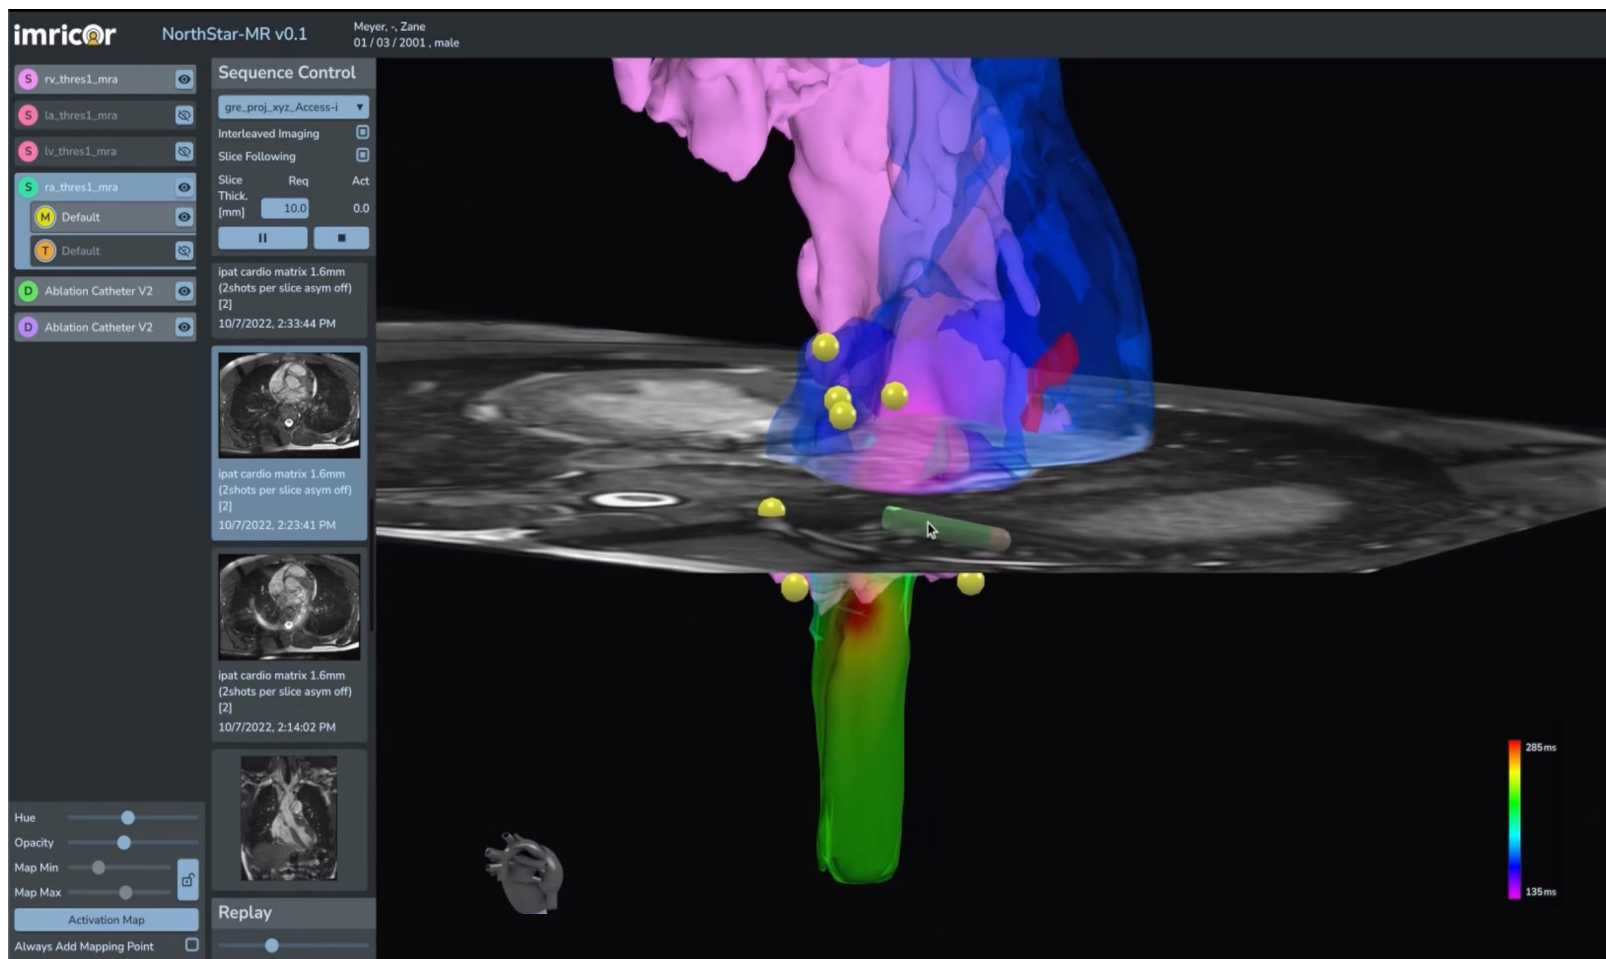 imricor
NorthStar-MR v0.1
Meyer, -, Zane
01 / 03 / 2001 , male
S rv_thres1_mra
S la_thres1_mra
S lv_thres1_mra
S ra_thres1_mra
M Default
T Default
D Ablation Catheter V2
D Ablation Catheter V2
Hue
Opacity
Map Min
Map Max
Activation Map
Always Add Mapping Point
Sequence Control
gre_proj_xyz_Access-i
Interleaved Imaging
Slice Following
Slice Req Act
Thick.
[mm] 10.0 0.0
ipat cardio matrix 1.6mm
(2shots per slice asym off)
[2]
10/7/2022, 2:33:44 PM
ipat cardio matrix 1.6mm
(2shots per slice asym off)
[2]
10/7/2022, 2:23:41 PM
ipat cardio matrix 1.6mm
(2shots per slice asym off)
[2]
10/7/2022, 2:14:02 PM
Replay
285ms
135ms